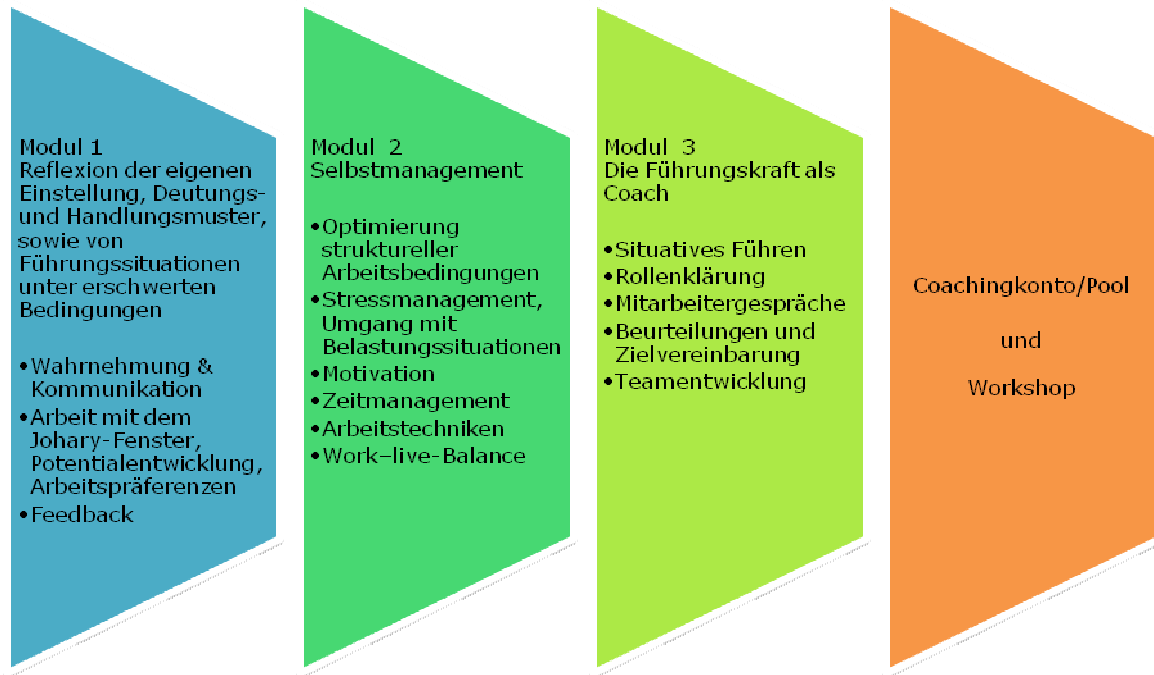 Modul 1
Reflexion der eigenen
Einstellung, Deutungs-
und Handlungsmuster,
sowie von
Führungssituationen
unter erschwerten
Bedingungen
•Wahrnehmung &
Kommunikation
•Arbeit mit dem
Johary-Fenster,
Potentialentwicklung,
Arbeitspräferenzen
•Feedback
Modul 2
Selbstmanagement
•Optimierung
struktureller
Arbeitsbedingungen
•Stressmanagement,
Umgang mit
Belastungssituationen
•Motivation
•Zeitmanagement
•Arbeitstechniken
•Work–live-Balance
Modul 3
Die Führungskraft als
Coach
•Situatives Führen
•Rollenklärung
•Mitarbeitergespräche
•Beurteilungen und
Zielvereinbarung
•Teamentwicklung
Coachingkonto/Pool
und
Workshop